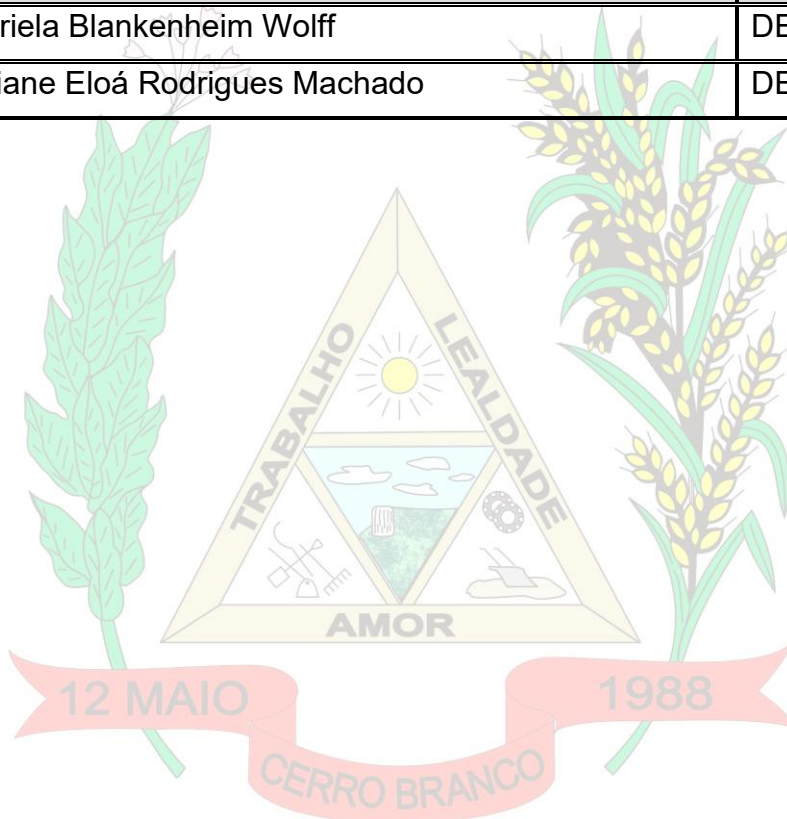 riela Blankenheim Wolff DE
iane Eloá Rodrigues Machado DE
TRABALHO
LEALDADE
AMOR
12 MAIO 1988
CERRO BRANCO